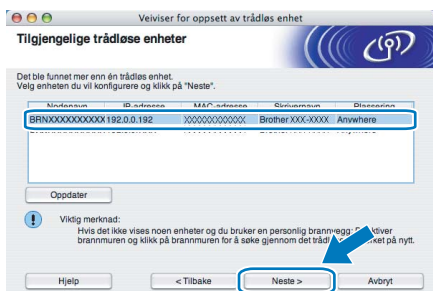 Veiviser for oppsett av trådløs enhet
Tilgjengelige trådløse enheter
Det ble funnet mer enn én trådløs enhet.
Velg enheten du vil konfigurere og klikk på "Neste".
Nodenavn IP-adresse MAC-adresse Skrivernavn Plassering
BRNXXXXXXXXXX 192.0.0.192 XXXXXXXXXXXX Brother XXX-XXXX Anywhere
Oppdater
Viktig merknad:
Hvis det ikke vises noen enheter og du bruker en personlig brannvegg:
brannmuren og klikk på brannmuren for å søke gjennom det på nytt.
Hjelp < Tilbake Neste > Avbryt